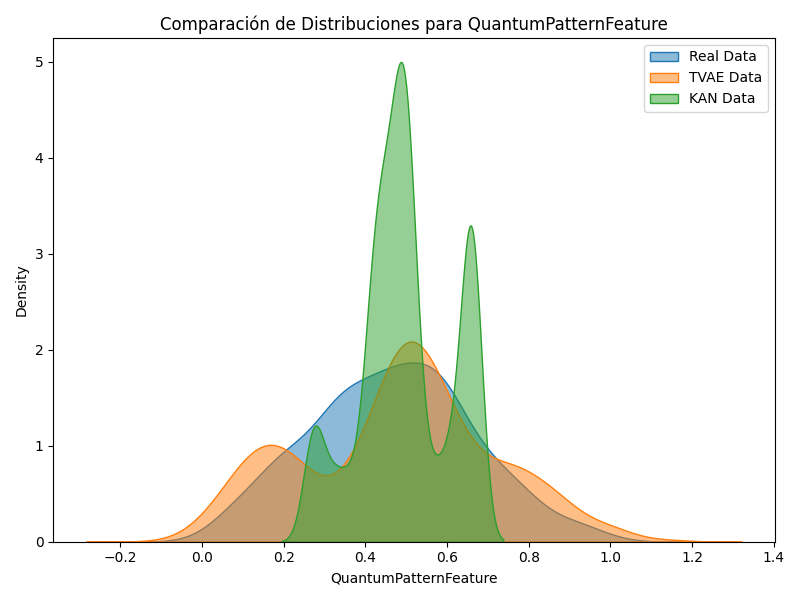 Comparación de Distribuciones para QuantumPatternFeature
Real Data
TVAE Data
KAN Data
Density
5
4
3
2
1
0
−0.2
0.0
0.2
0.4
0.6
0.8
1.0
1.2
1.4
QuantumPatternFeature